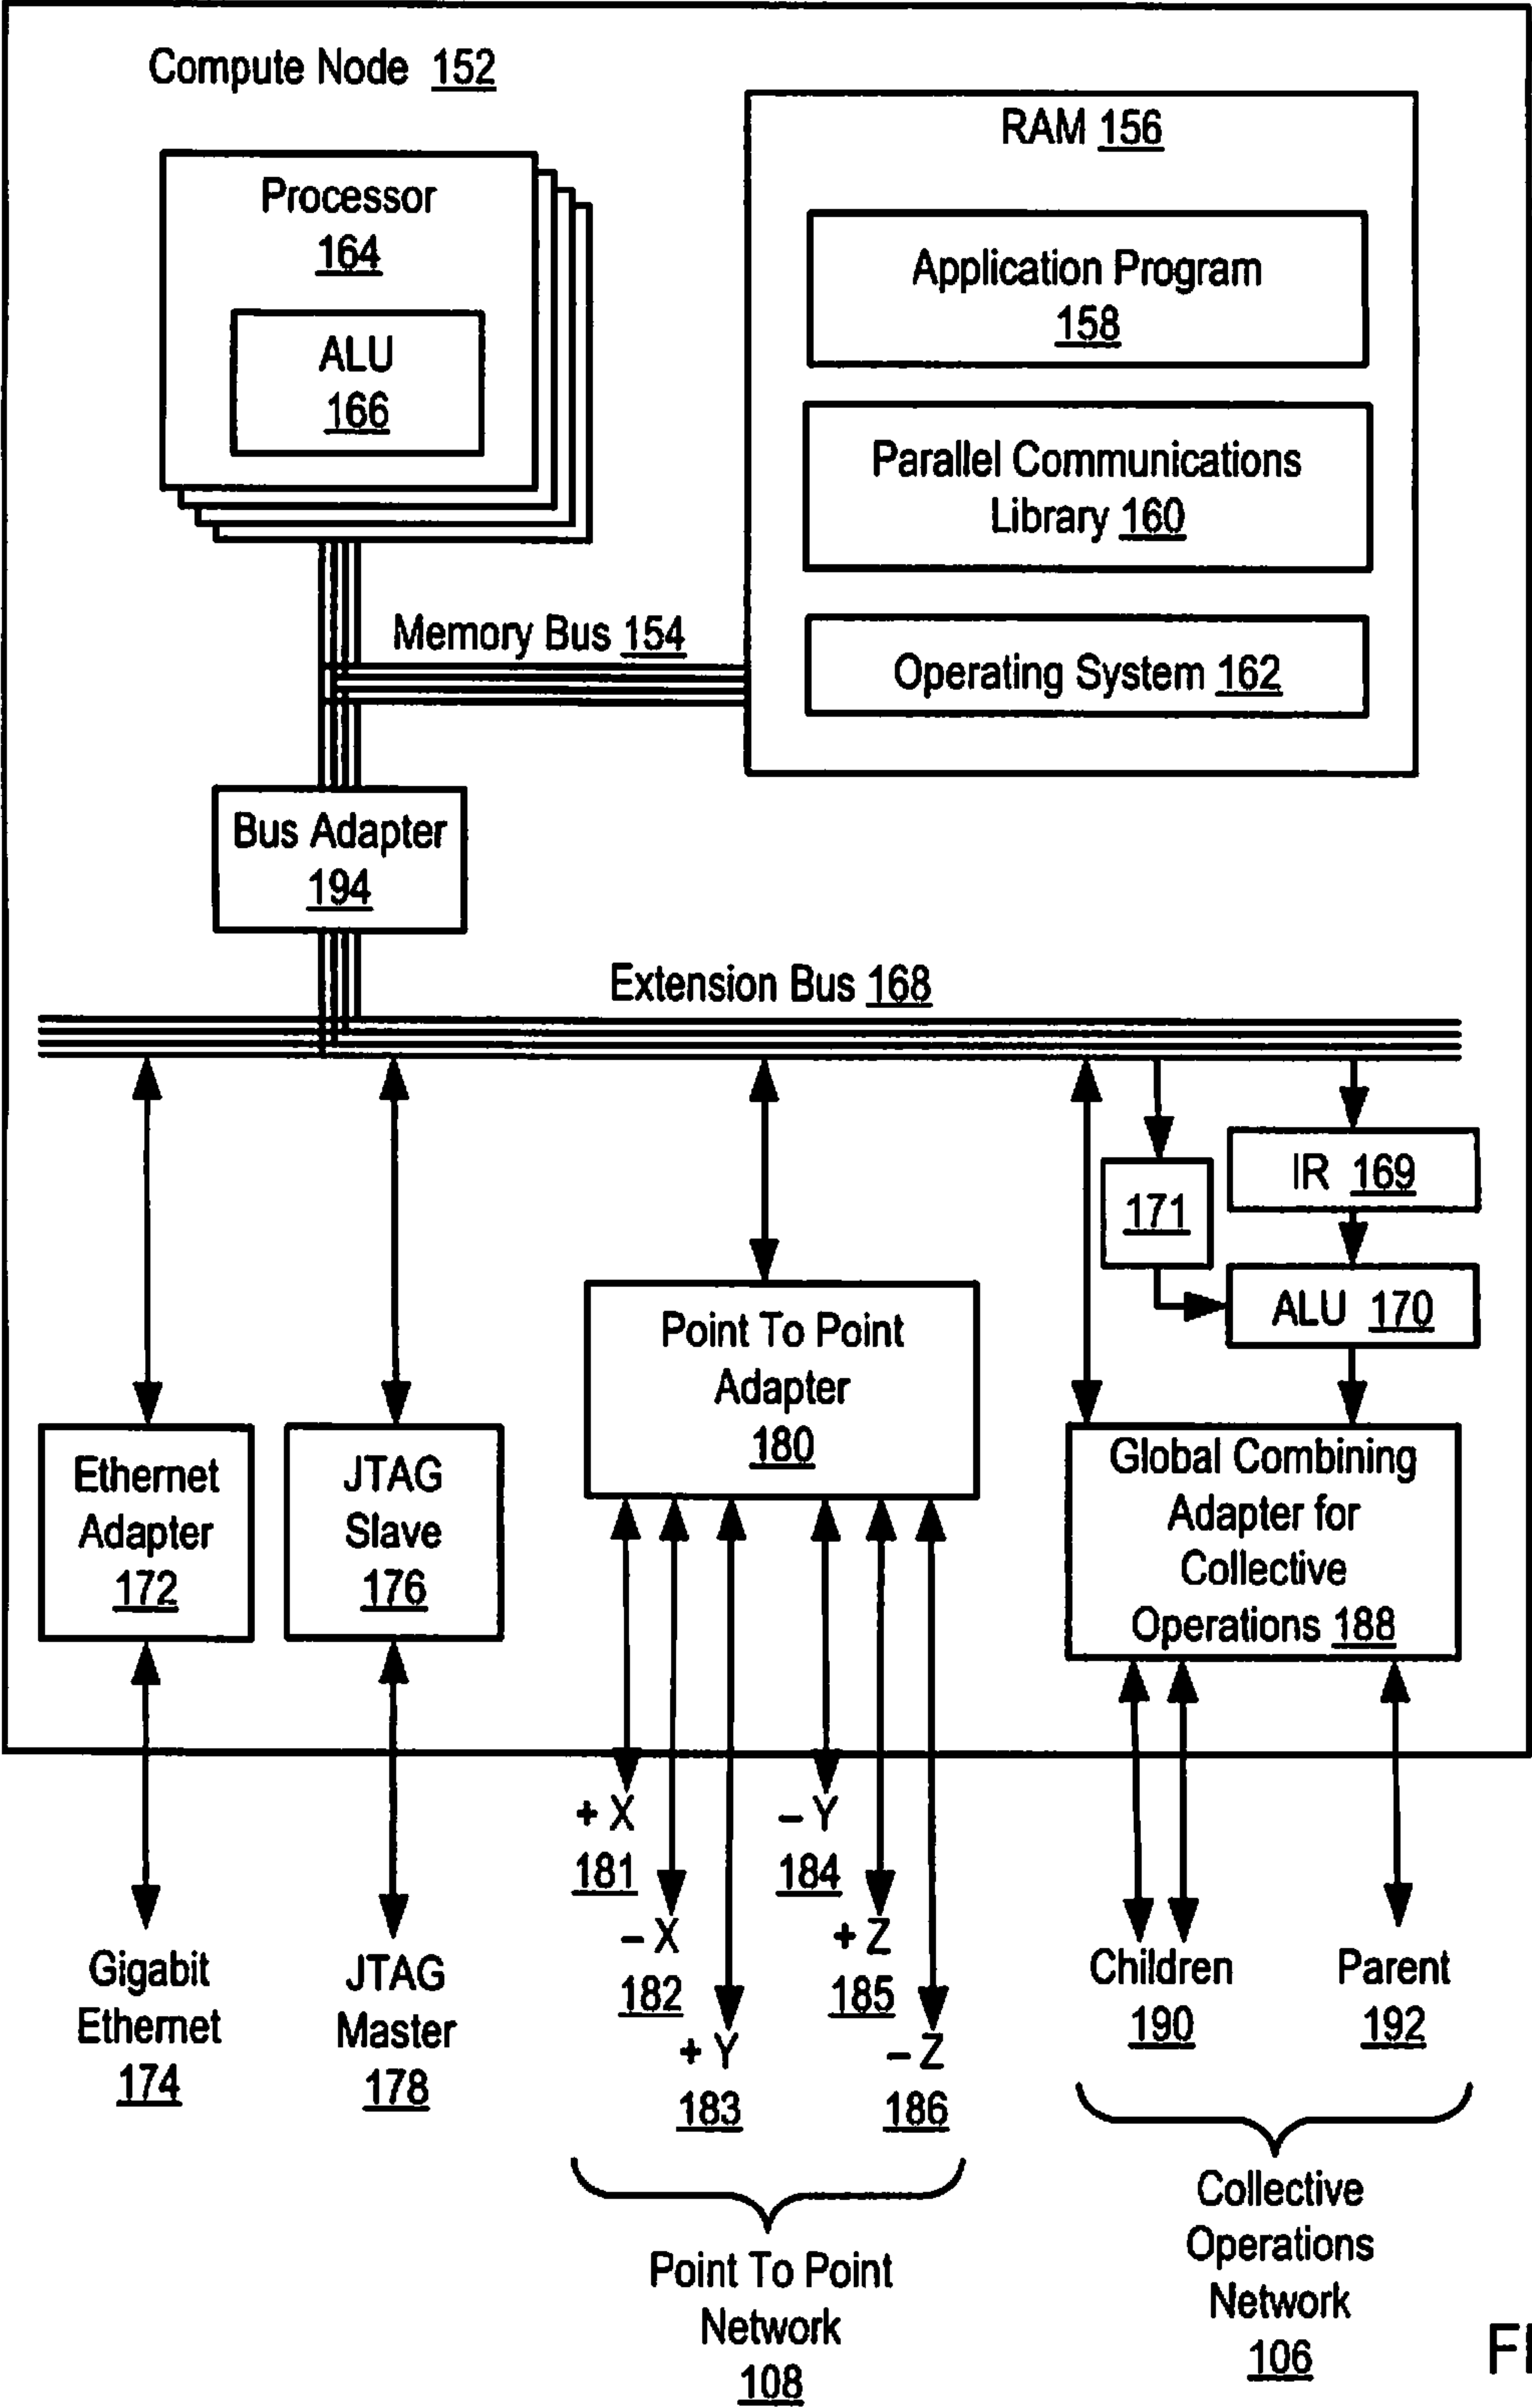 Compute Node 152
RAM 156
Processor
164
ALU
166
Application Program
158
Parallel Communications
Library 160
Operating System 162
Memory Bus 154
Bus Adapter
194
Extension Bus 168
171
IR 169
ALU 170
Point To Point
Adapter
180
Ethernet
Adapter
172
JTAG
Slave
176
Global Combining
Adapter for
Collective
Operations 188
+ X
181
– X
182
+ Y
183
– Y
184
+ Z
185
– Z
186
Gigabit
Ethernet
174
JTAG
Master
178
Children
190
Parent
192
Point To Point
Network
108
Collective
Operations
Network
106